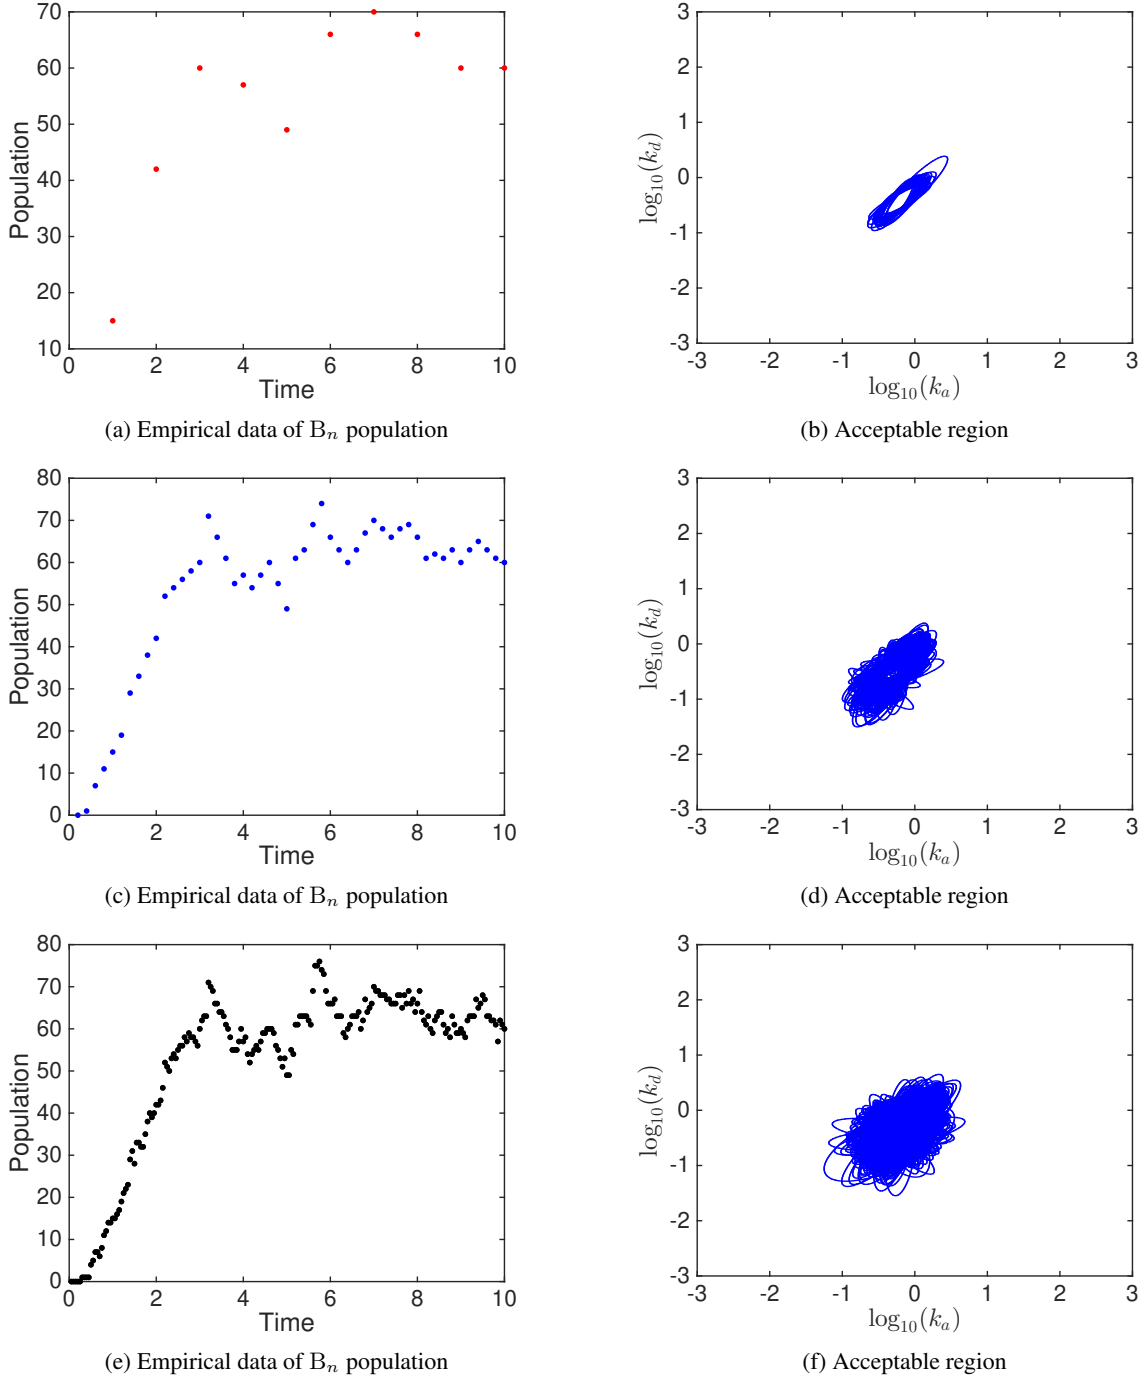 70
60
50
40
30
20
10
Population
0 2 4 6 8 10
Time
(a) Empirical data of Bₙ population
3
2
1
0
-1
-2
-3
log₁₀(k_d)
-3 -2 -1 0 1 2 3
log₁₀(kₐ)
(b) Acceptable region
80
70
60
50
40
30
20
10
0
Population
0 2 4 6 8 10
Time
(c) Empirical data of Bₙ population
3
2
1
0
-1
-2
-3
log₁₀(k_d)
-3 -2 -1 0 1 2 3
log₁₀(kₐ)
(d) Acceptable region
80
70
60
50
40
30
20
10
0
Population
0 2 4 6 8 10
Time
(e) Empirical data of Bₙ population
3
2
1
0
-1
-2
-3
log₁₀(k_d)
-3 -2 -1 0 1 2 3
log₁₀(kₐ)
(f) Acceptable region